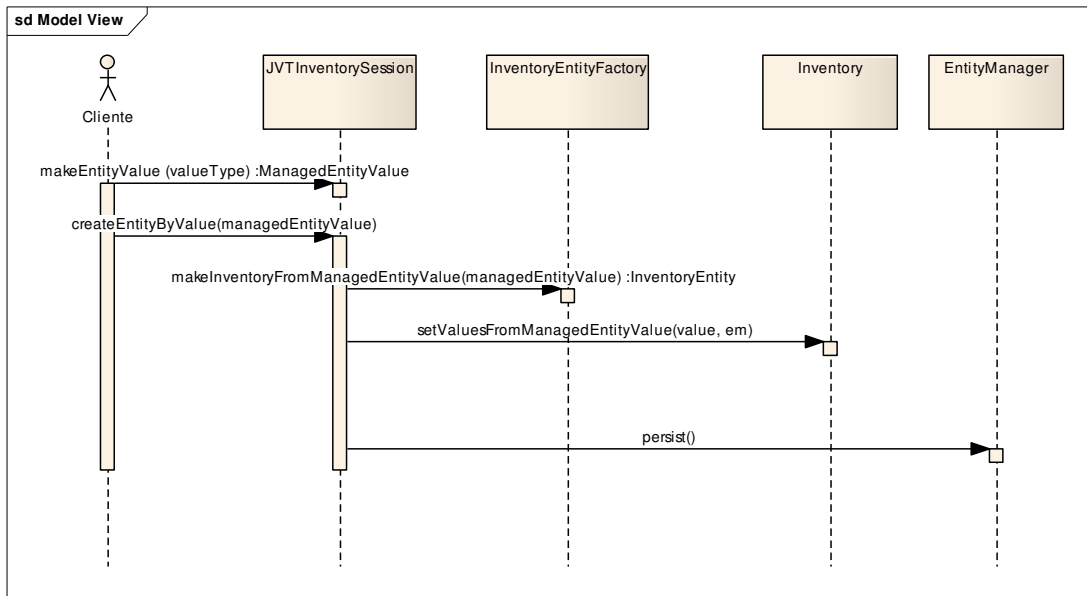 sd Model View
Cliente
JVTInventorySession
InventoryEntityFactory
Inventory
EntityManager
makeEntityValue (valueType) :ManagedEntityValue
createEntityByValue(managedEntityValue)
makeInventoryFromManagedEntityValue(managedEntityValue) :InventoryEntity
setValuesFromManagedEntityValue(value, em)
persist()